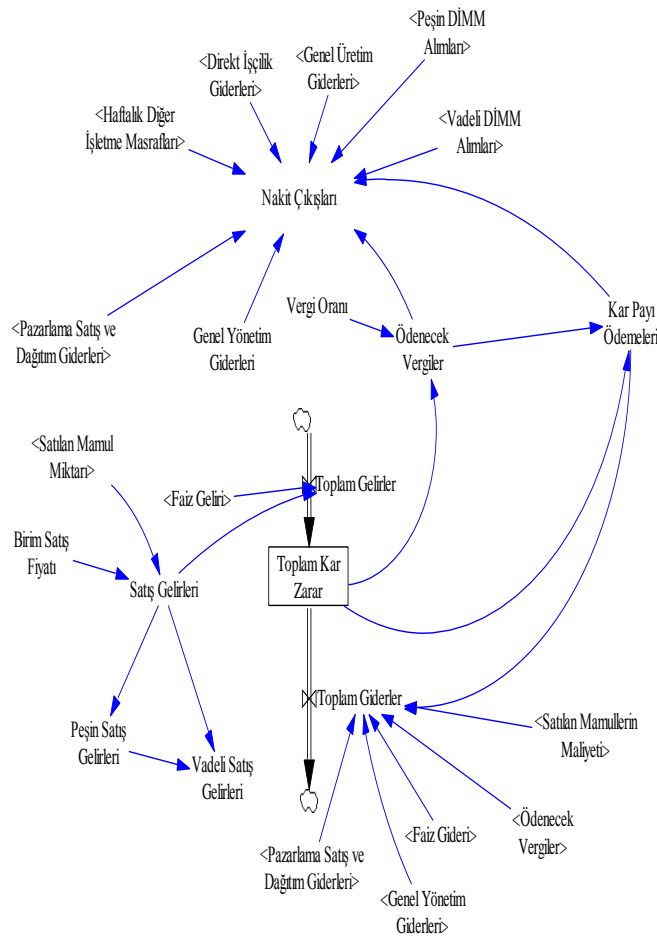 <Peşin DİMM
Alımları>
<Direkt İşçilik
Giderleri>
<Genel Üretim
Giderleri>
<Haftalık Diğer
İşletme Masrafları>
<Vadeli DİMM
Alımları>
Nakit Çıkışları
<Pazarlama Satış ve
Dağıtım Giderleri>
Genel Yönetim
Giderleri
Vergi Oranı
Ödenecek
Vergiler
Kar Payı
Ödemeleri
<Satılan Mamul
Miktarı>
<Faiz Geliri>
Toplam Gelirler
Birim Satış
Fiyatı
Satış Gelirleri
Toplam Kar
Zarar
Peşin Satış
Gelirleri
Vadeli Satış
Gelirleri
Toplam Giderler
<Satılan Mamullerin
Maliyeti>
<Faiz Gideri>
<Ödenecek
Vergiler>
<Pazarlama Satış ve
Dağıtım Giderleri>
<Genel Yönetim
Giderleri>